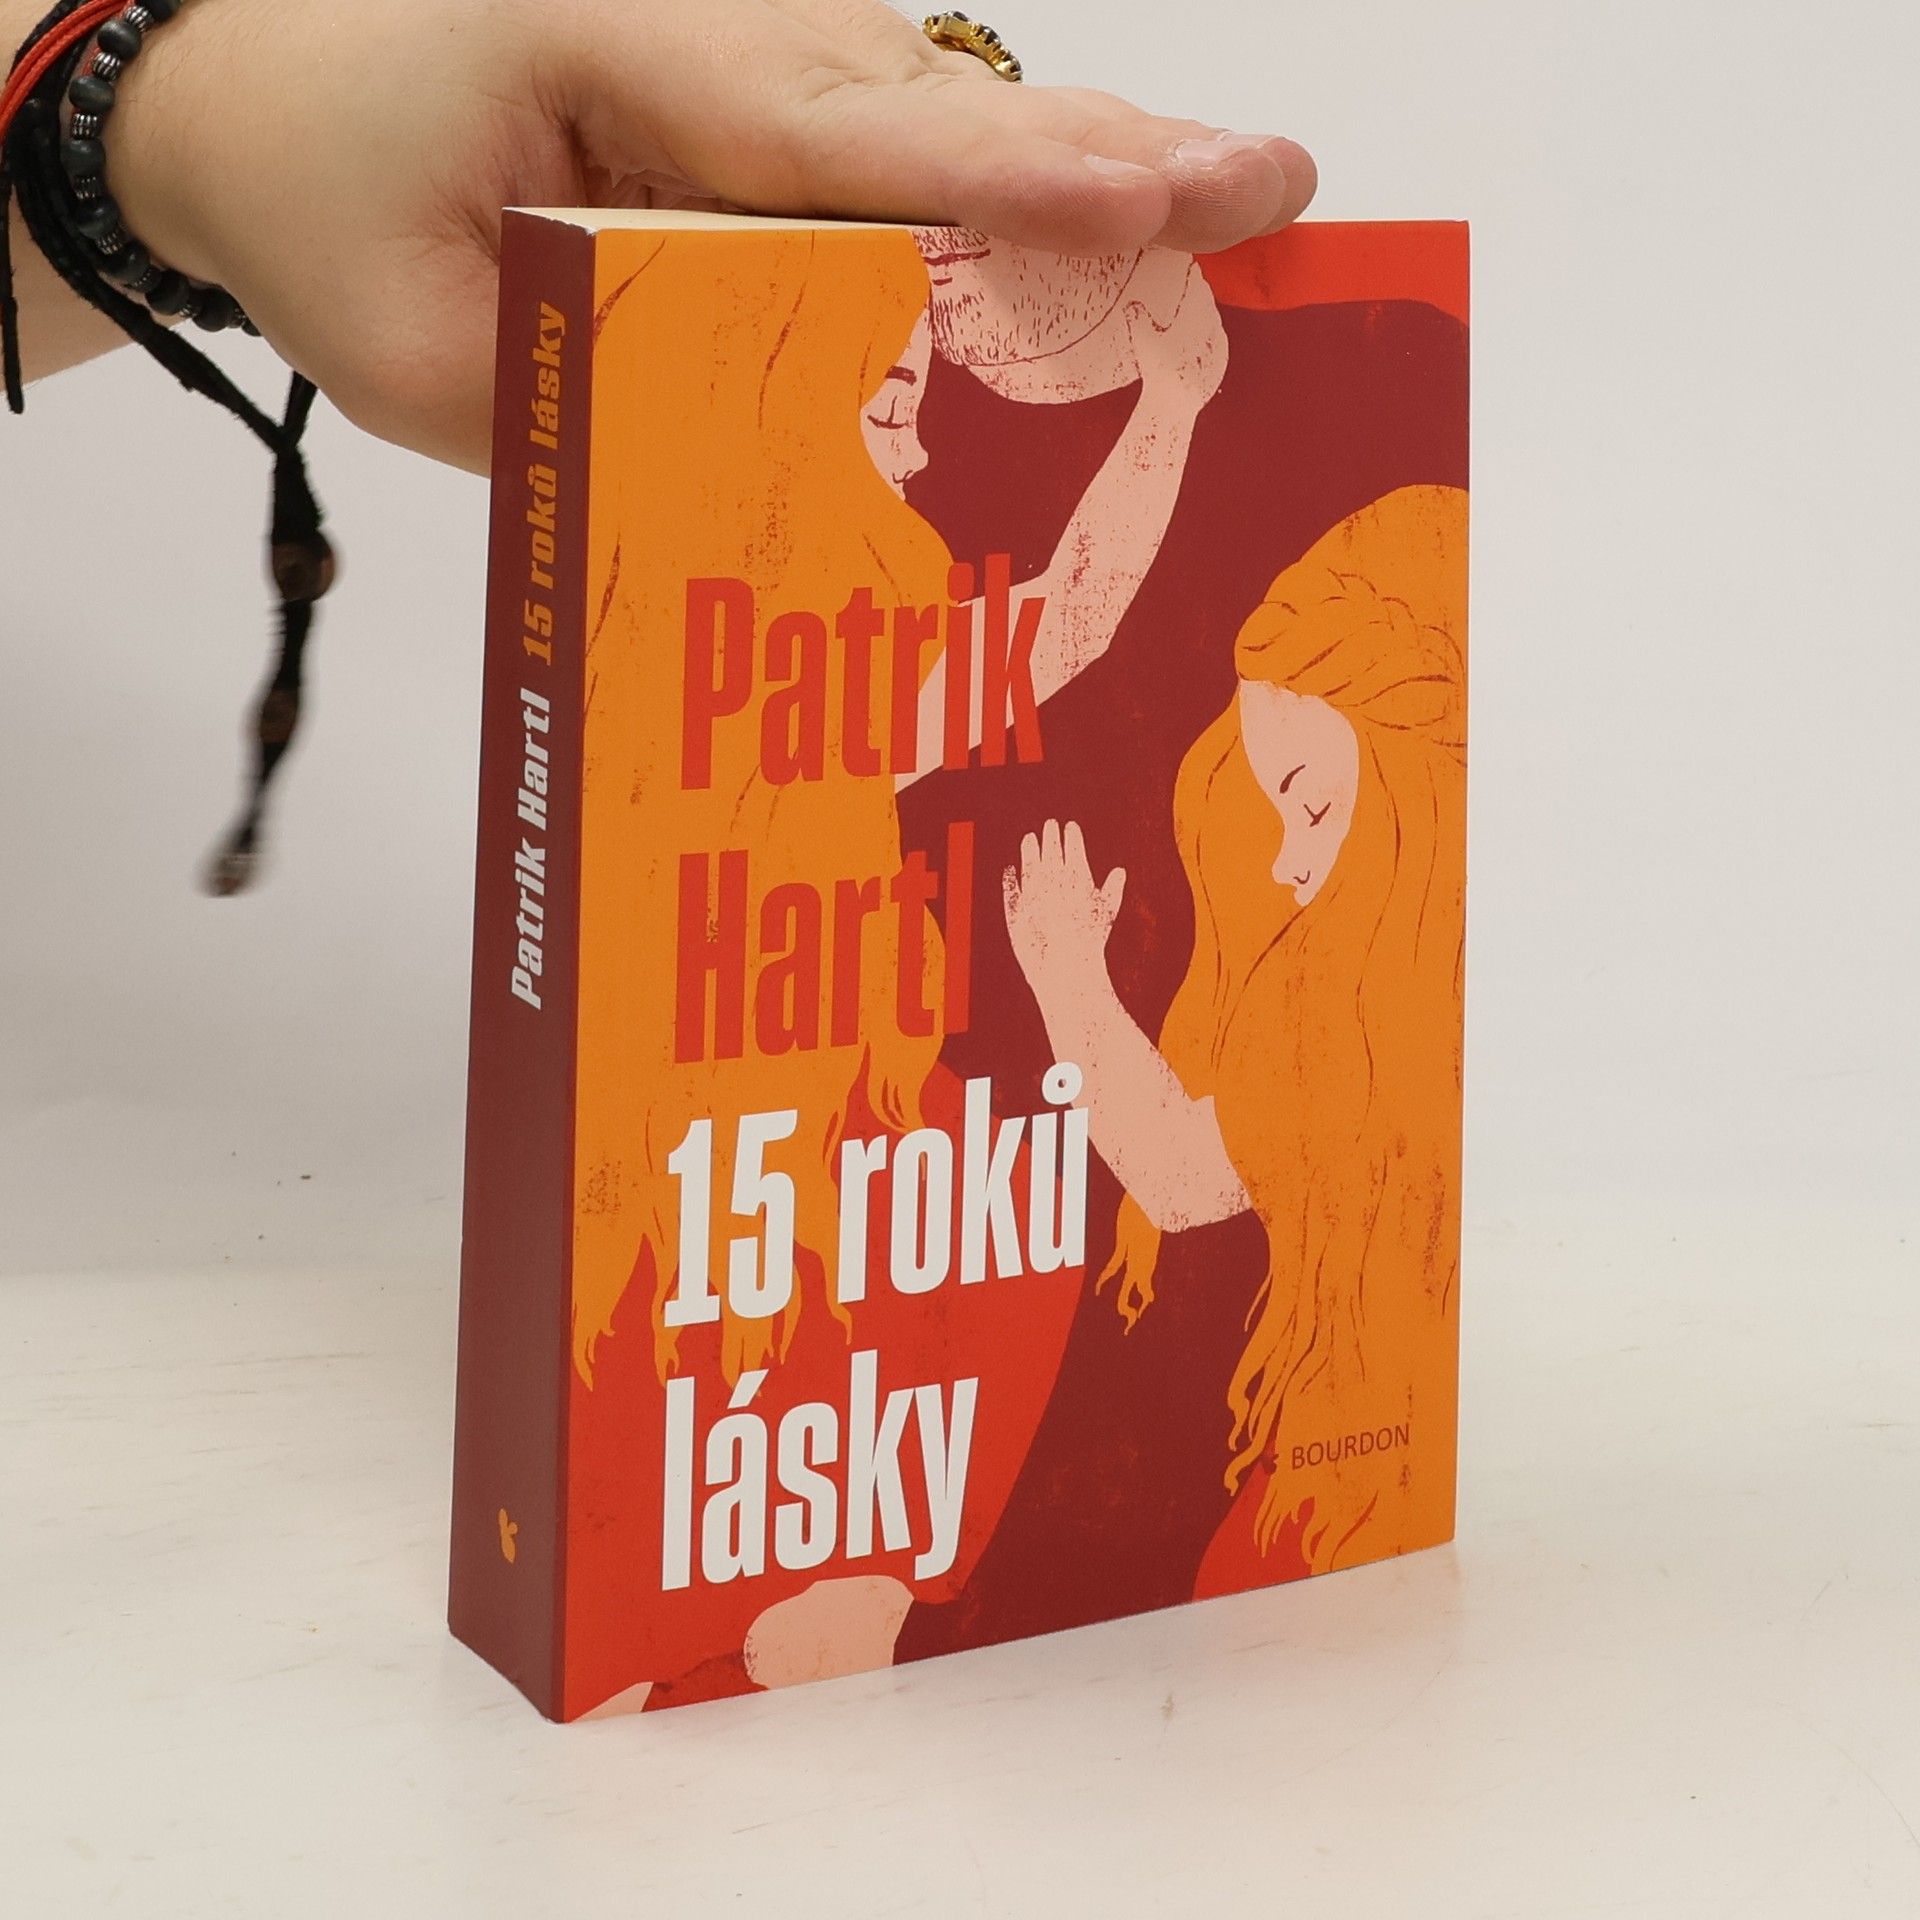 Patrik Hartl 15 roků lásky
Patrik
Hartl
15 roků
lásky
BOURDON